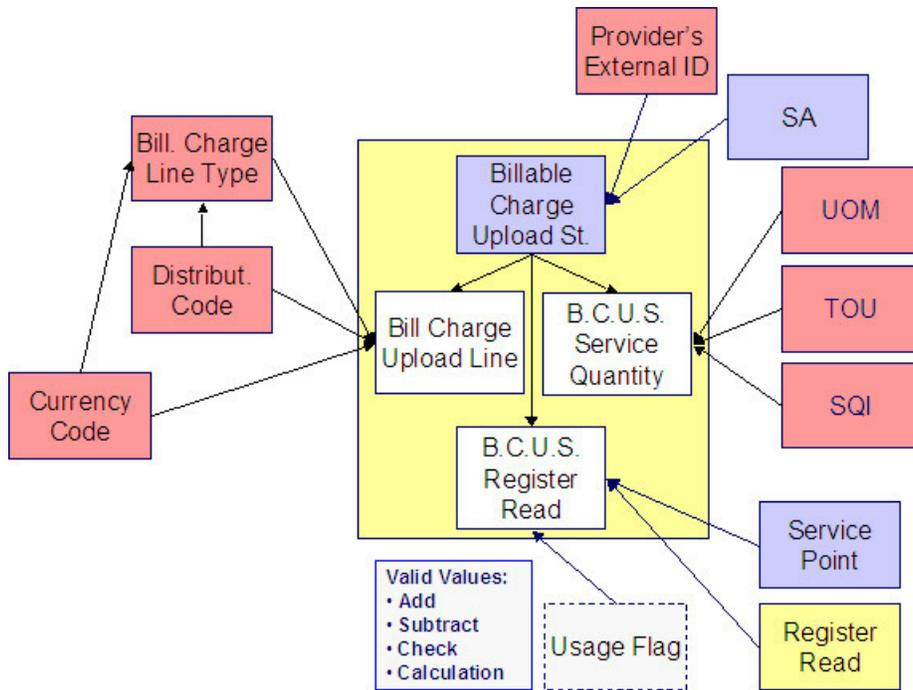 Provider's
External ID
SA
Bill. Charge
Line Type
Billable
Charge
Upload St.
UOM
Distribut.
Code
TOU
Bill Charge
Upload Line
B.C.U.S.
Service
Quantity
Currency
Code
SQI
B.C.U.S.
Register
Read
Service
Point
Valid Values:
• Add
• Subtract
• Check
• Calculation
Usage Flag
Register
Read